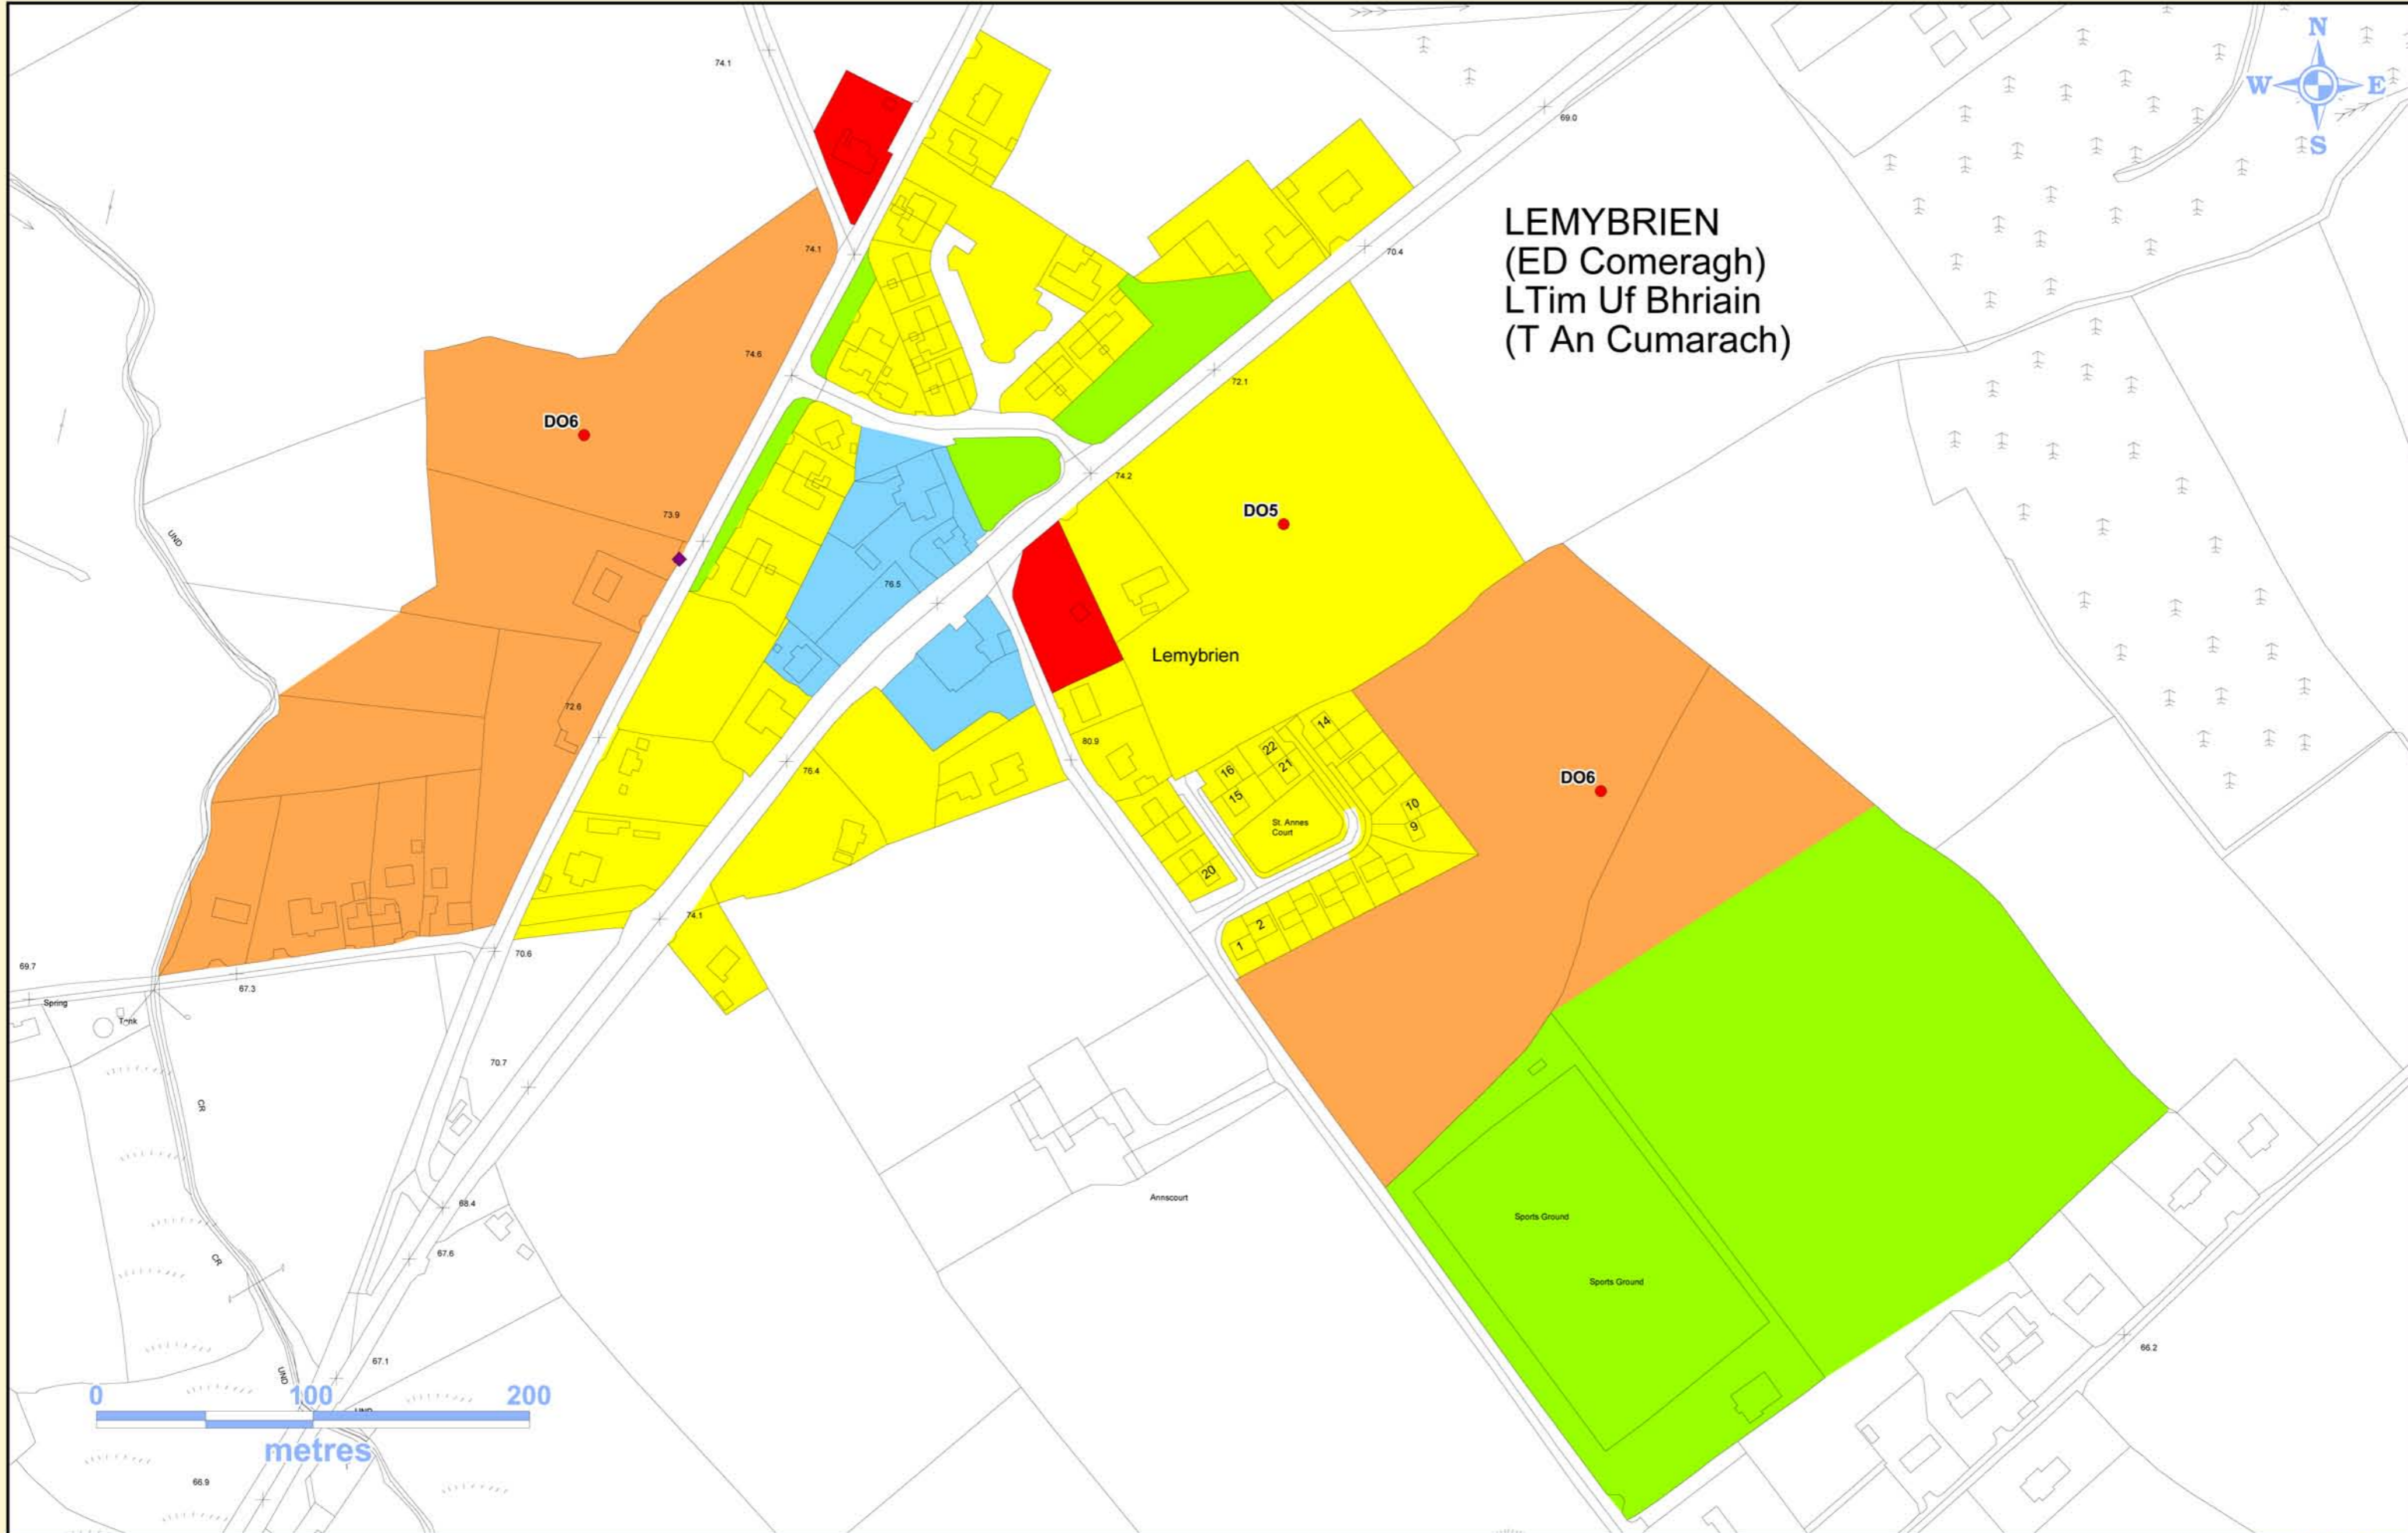 N
W E
S
74.1
69.0
LEMYBRIEN
(ED Comeragh)
LTim Uf Bhriain
(T An Cumarach)
74.1
70.4
74.6
72.1
DO6
74.2
DO5
73.9
UND
76.5
Lemybrien
72.6
80.9
14
22
76.4
16
21
DO6
15
10
St. Annes
Court
9
20
74.1
2
1
70.6
69.7
67.3
Spring
Tank
70.7
CR
Annscourt
68.4
Sports Ground
67.6
CR
Sports Ground
66.2
67.1
UND
0 100 200
UND
metres
66.9